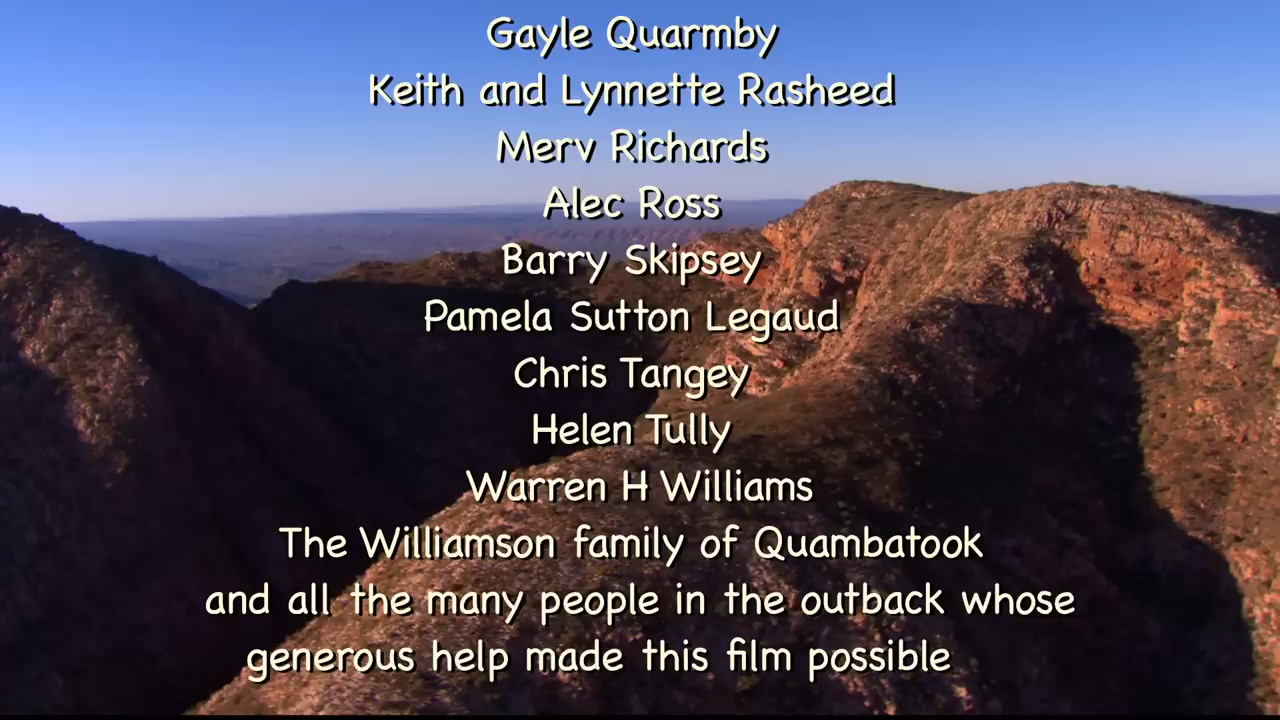 Gayle Quarmby
Keith and Lynnette Rasheed
Merv Richards
Alec Ross
Barry Skipsey
Pamela Sutton Legaud
Chris Tangey
Helen Tully
Warren H Williams
The Williamson family of Quambatook
and all the many people in the outback whose
generous help made this film possible